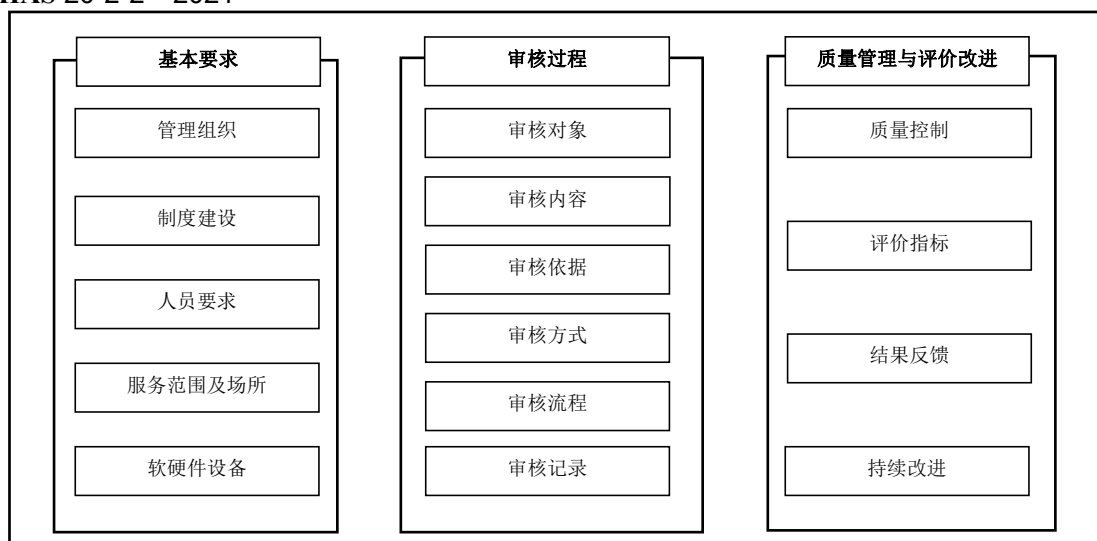 基本要求
管理组织
制度建设
人员要求
服务范围及场所
软硬件设备
审核过程
审核对象
审核内容
审核依据
审核方式
审核流程
审核记录
质量管理与评价改进
质量控制
评价指标
结果反馈
持续改进